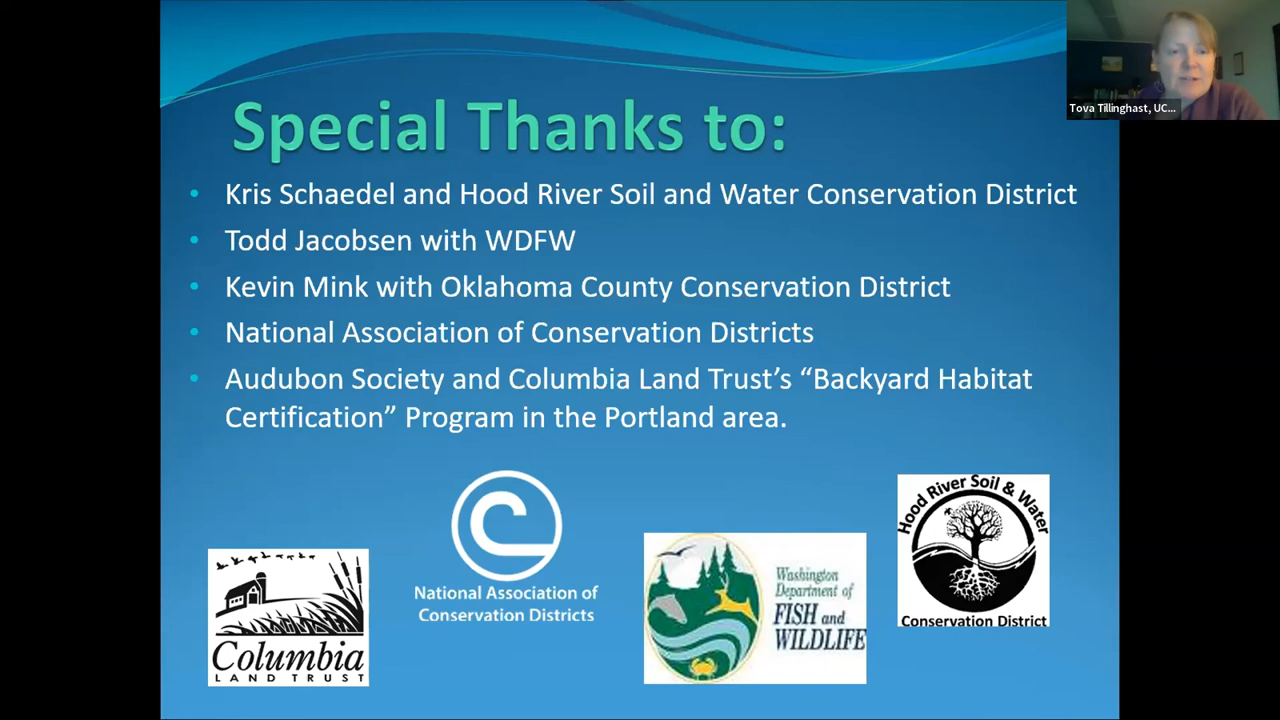 Special Thanks to:
Tova Tillinghast, UC...
• Kris Schaedel and Hood River Soil and Water Conservation District
• Todd Jacobsen with WDFW
• Kevin Mink with Oklahoma County Conservation District
• National Association of Conservation Districts
• Audubon Society and Columbia Land Trust’s “Backyard Habitat
Certification” Program in the Portland area.
Columbia
LAND TRUST
National Association of
Conservation Districts
Washington
Department of
FISH and
WILDLIFE
Hood River Soil & Water
Conservation District